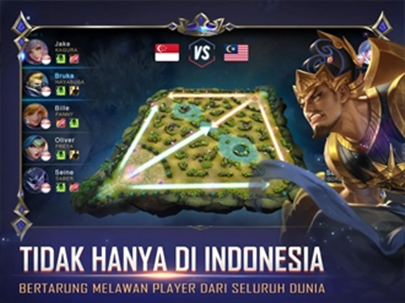 Jake
KAGURA
VS
Bruka
HAYABUSA
Bille
FANNY
Oliver
FREYA
Seine
SABER
TIDAK HANYA DI INDONESIA
BERTARUNG MELAWAN PLAYER DARI SELURUH DUNIA